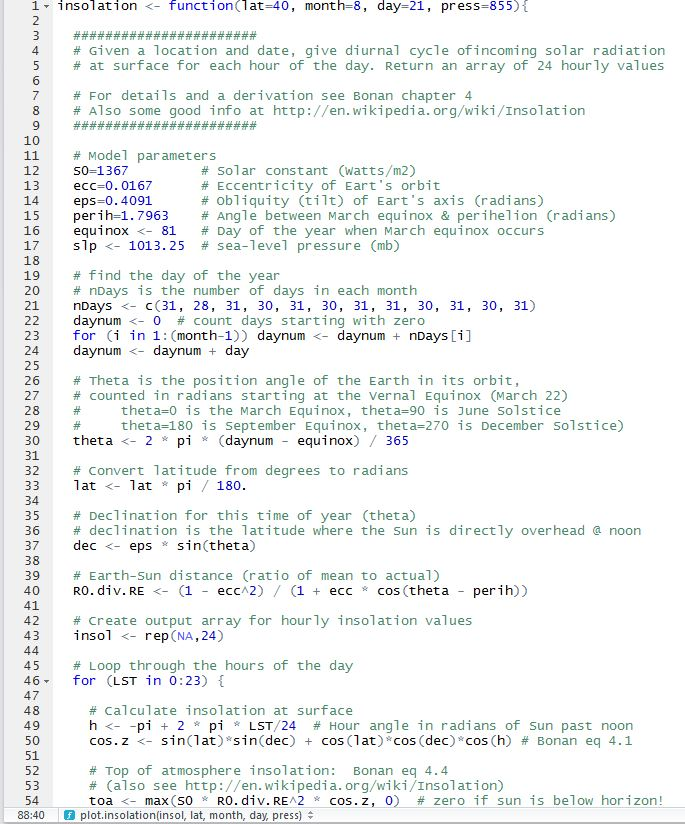 1 insolation <- function(lat=40, month=8, day=21, press=855){
3 #######################
4 # Given a location and date, give diurnal cycle ofincoming solar radiation
5 # at surface for each hour of the day. Return an array of 24 hourly values
6
7 # For details and a derivation see Bonan chapter 4
8 # Also some good info at http://en.wikipedia.org/wiki/Insolation
9 #######################
10
11 # Model parameters
12 S0=1367 # Solar constant (Watts/m2)
13 ecc=0.0167 # Eccentricity of Eart's orbit
14 eps=0.4091 # Obliquity (tilt) of Eart's axis (radians)
15 perih=1.7963 # Angle between March equinox & perihelion (radians)
16 equinox <- 81 # Day of the year when March equinox occurs
17 slp <- 1013.25 # sea-level pressure (mb)
18
19 # find the day of the year
20 # nDays is the number of days in each month
21 nDays <- c(31, 28, 31, 30, 31, 30, 31, 31, 30, 31, 30, 31)
22 daynum <- 0 # count days starting with zero
23 for (i in 1:(month-1)) daynum <- daynum + nDays[i]
24 daynum <- daynum + day
25
26 # Theta is the position angle of the Earth in its orbit,
27 # counted in radians starting at the Vernal Equinox (March 22)
28 # theta=0 is the March Equinox, theta=90 is June Solstice
29 # theta=180 is September Equinox, theta=270 is December Solstice)
30 theta <- 2 * pi * (daynum - equinox) / 365
31
32 # Convert latitude from degrees to radians
33 lat <- lat * pi / 180.
34
35 # Declination for this time of year (theta)
36 # declination is the latitude where the Sun is directly overhead @ noon
37 dec <- eps * sin(theta)
38
39 # Earth-Sun distance (ratio of mean to actual)
40 R0.div.RE <- (1 - ecc^2) / (1 + ecc * cos(theta - perih))
41
42 # Create output array for hourly insolation values
43 insol <- rep(NA,24)
44
45 # Loop through the hours of the day
46 for (LST in 0:23) {
47
48 # Calculate insolation at surface
49 h <- -pi + 2 * pi * LST/24 # Hour angle in radians of Sun past noon
50 cos.z <- sin(lat)*sin(dec) + cos(lat)*cos(dec)*cos(h) # Bonan eq 4.1
51
52 # Top of atmosphere insolation: Bonan eq 4.4
53 # (also see http://en.wikipedia.org/wiki/Insolation)
54 toa <- max(S0 * R0.div.RE^2 * cos.z, 0) # zero if sun is below horizon!
88:40 f plot.insolation(insol, lat, month, day, press)